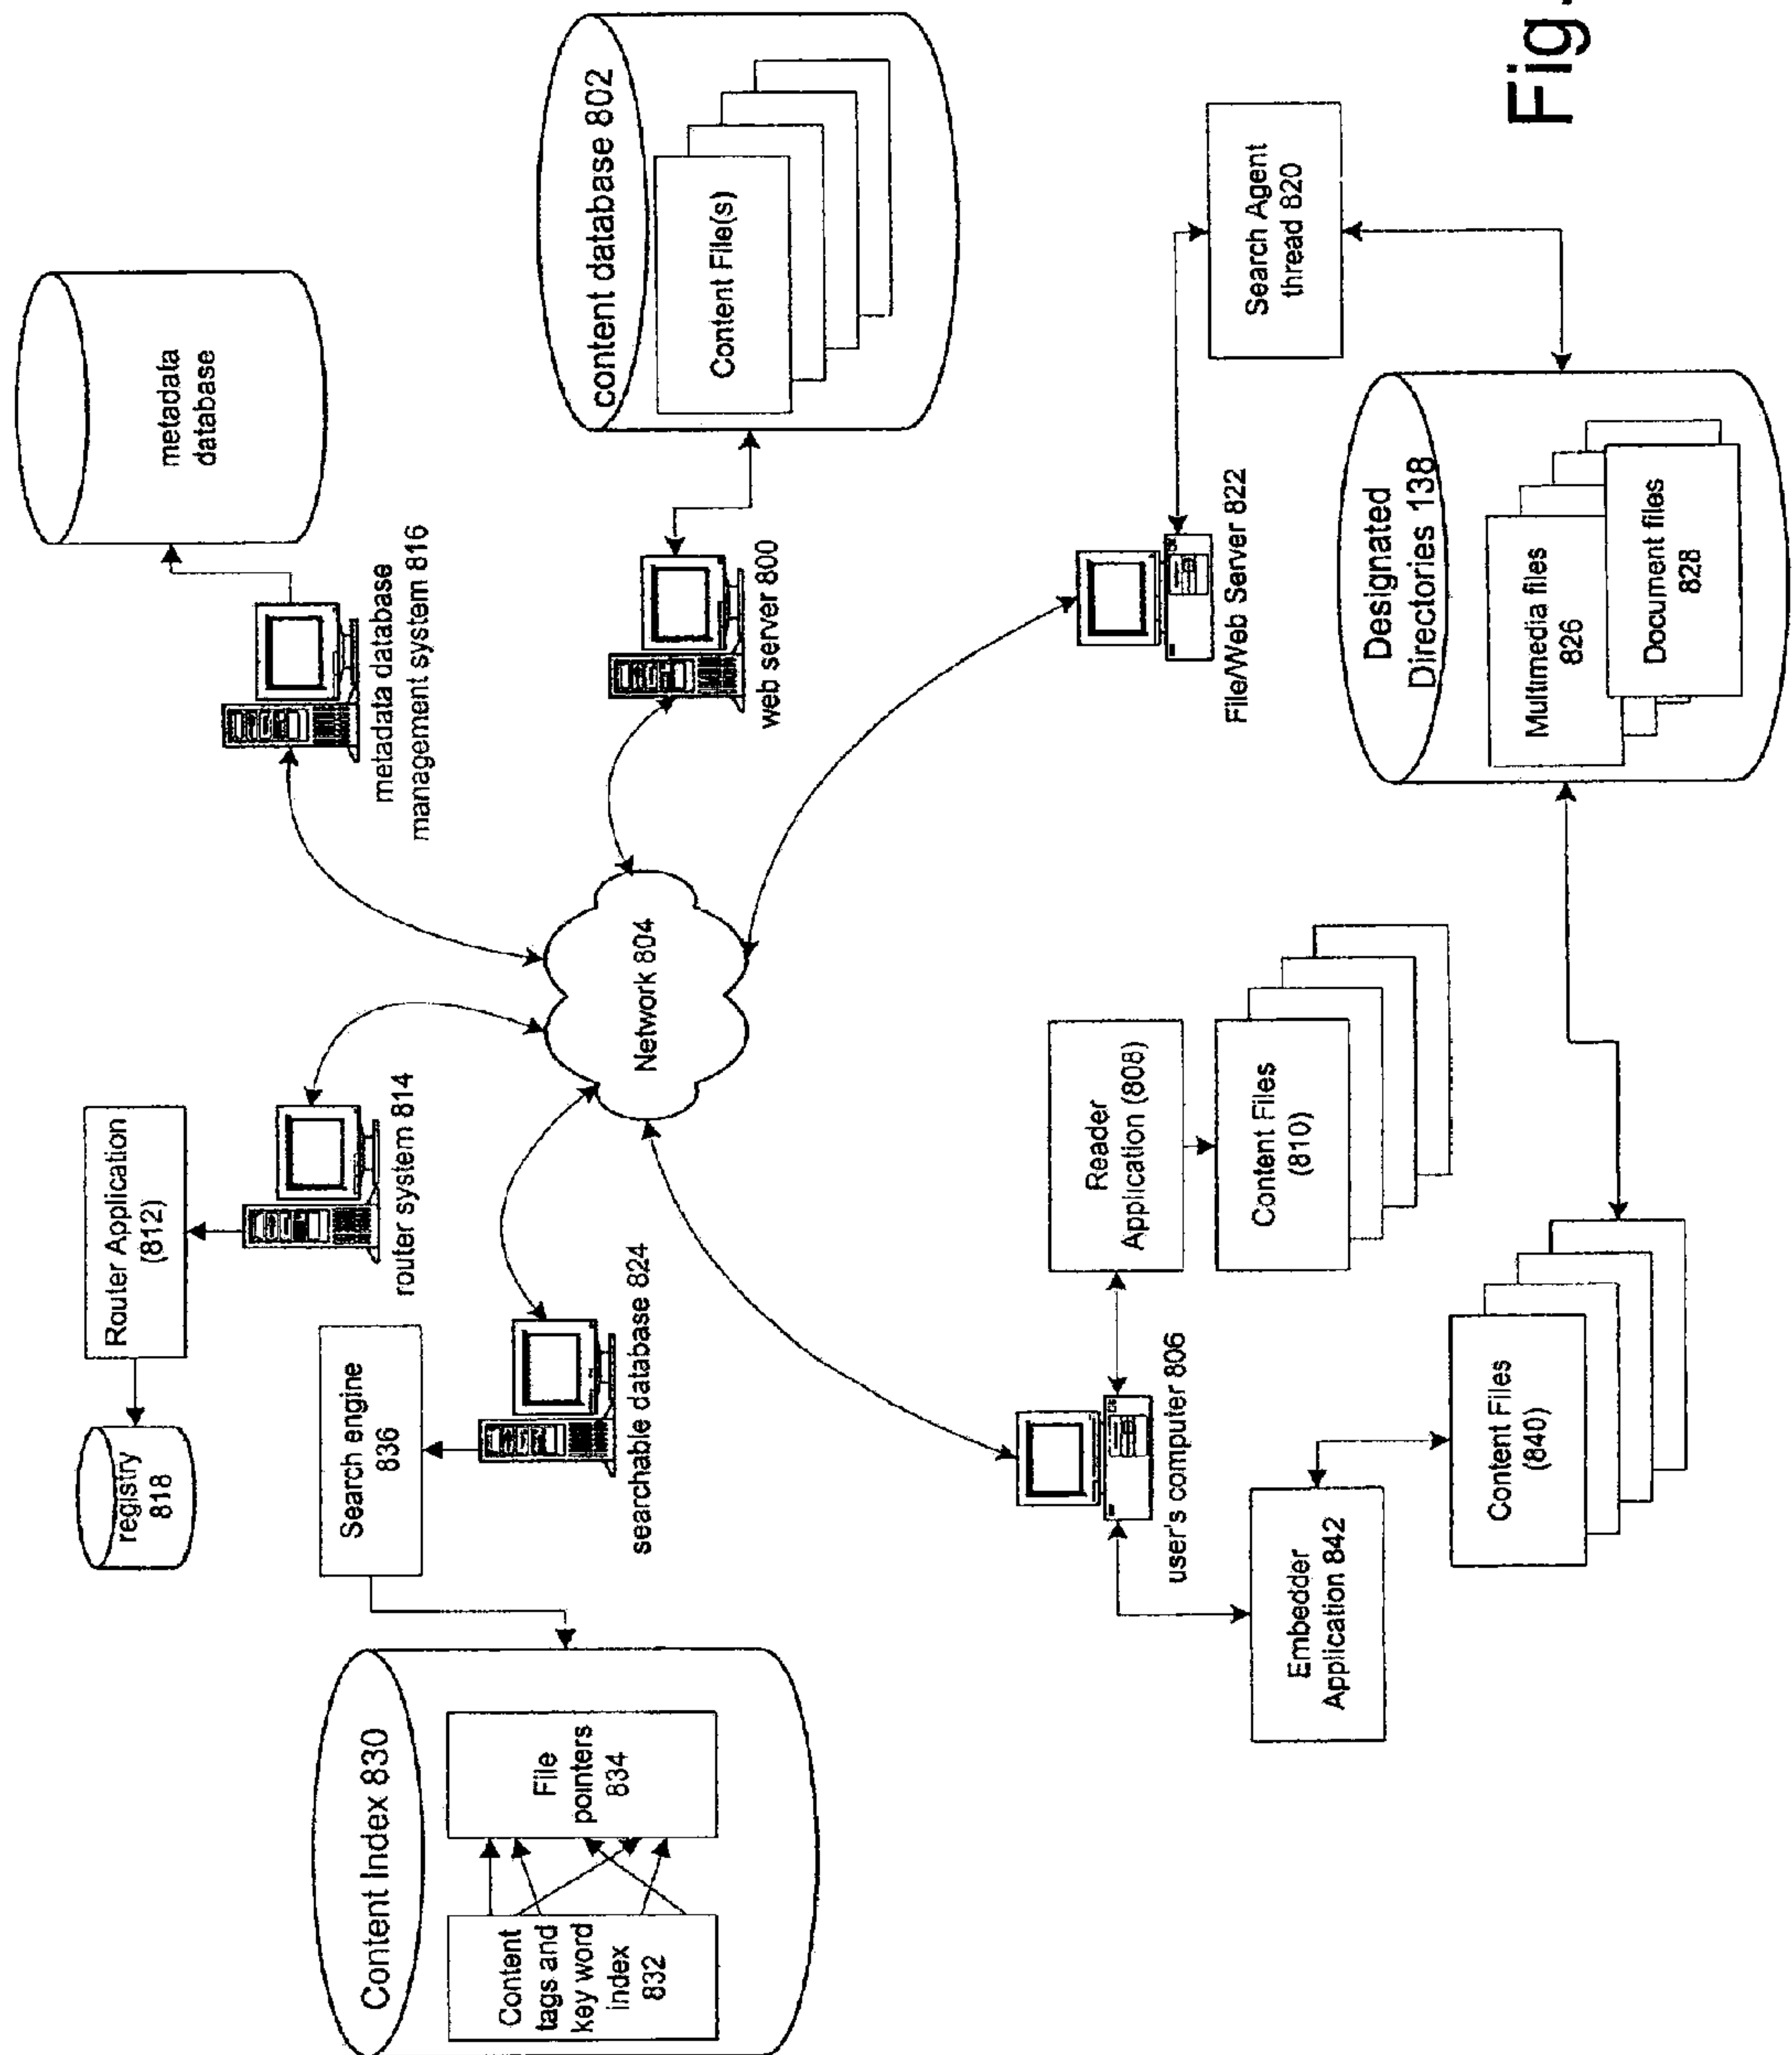 registry
818
Router Application
(812)
router system 814
metadata
database
metadata database
management system 816
Search engine
836
searchable database 824
Content Index 830
Content
tags and
key word
index
832
File
pointers
834
Network 804
web server 800
content database 802
Content File(s)
user's computer 806
Reader
Application (808)
Content Files
(810)
Embedder
Application 842
Content Files
(840)
File/Web Server 822
Search Agent
thread 820
Designated
Directories 138
Multimedia files
826
Document files
828
Fig.